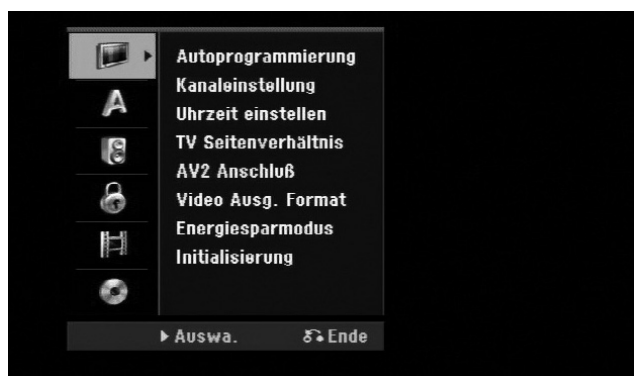 Autoprogrammierung
Kanaleinstellung
Uhrzeit einstellen
TV Seitenverhältnis
AV2 Anschluß
Video Ausg. Format
Energiesparmodus
Initialisierung
Auswa. Ende